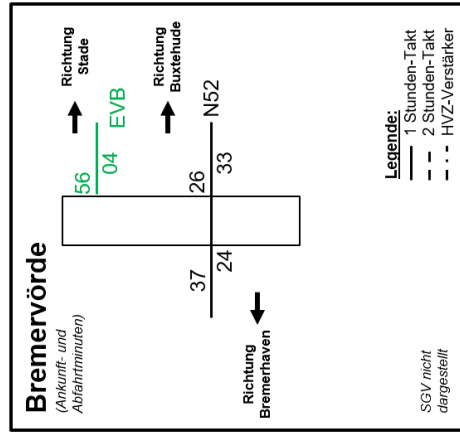 Bremervörde
(Ankunft- und
Abfahrtminuten)
Richtung
Stade
56
04
EVB
Richtung
Buxtehude
37
26
N52
24
33
Richtung
Bremerhaven
SGV nicht
dargestellt
Legende:
1 Stunden-Takt
2 Stunden-Takt
HVZ-Verstärker